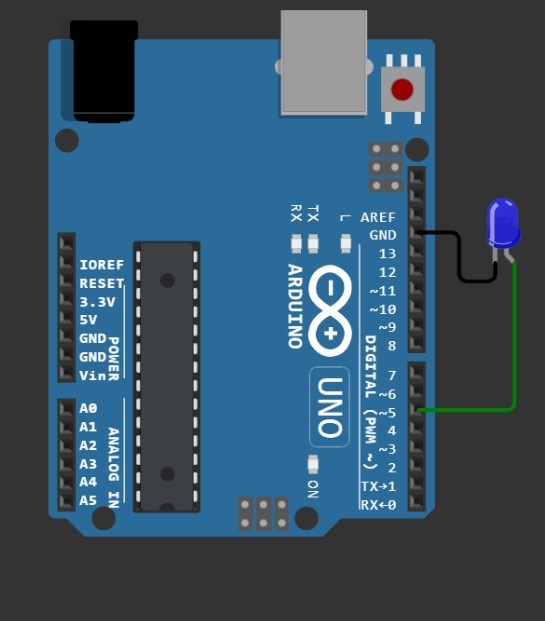 RX
TX
L
AREF
GND
13
12
~11
~10
~9
8
IOREF
RESET
3.3V
5V
GND
GND
Vin
POWER
ARDUINO
UNO
DIGITAL (PWM ~)
7
~6
~5
4
~3
2
TX→1
RX←0
A0
A1
A2
A3
A4
A5
ANALOG IN
ON